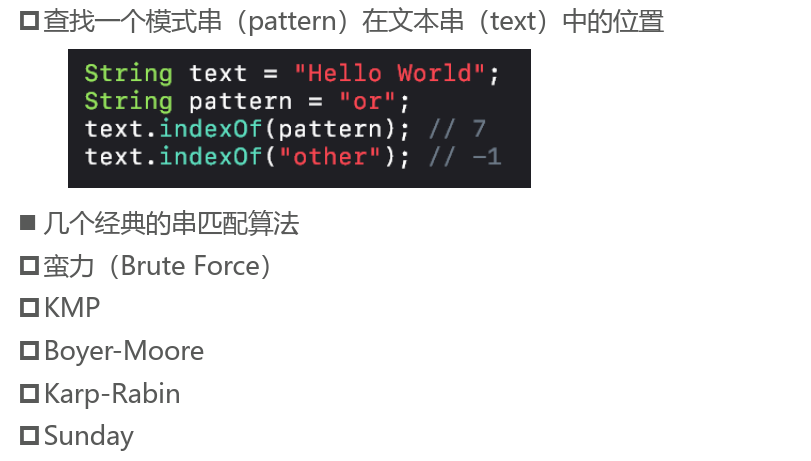 查找一个模式串（pattern）在文本串（text）中的位置
String text = "Hello World";
String pattern = "or";
text.indexOf(pattern); // 7
text.indexOf("other"); // -1
几个经典的串匹配算法
蛮力（Brute Force）
KMP
Boyer-Moore
Karp-Rabin
Sunday